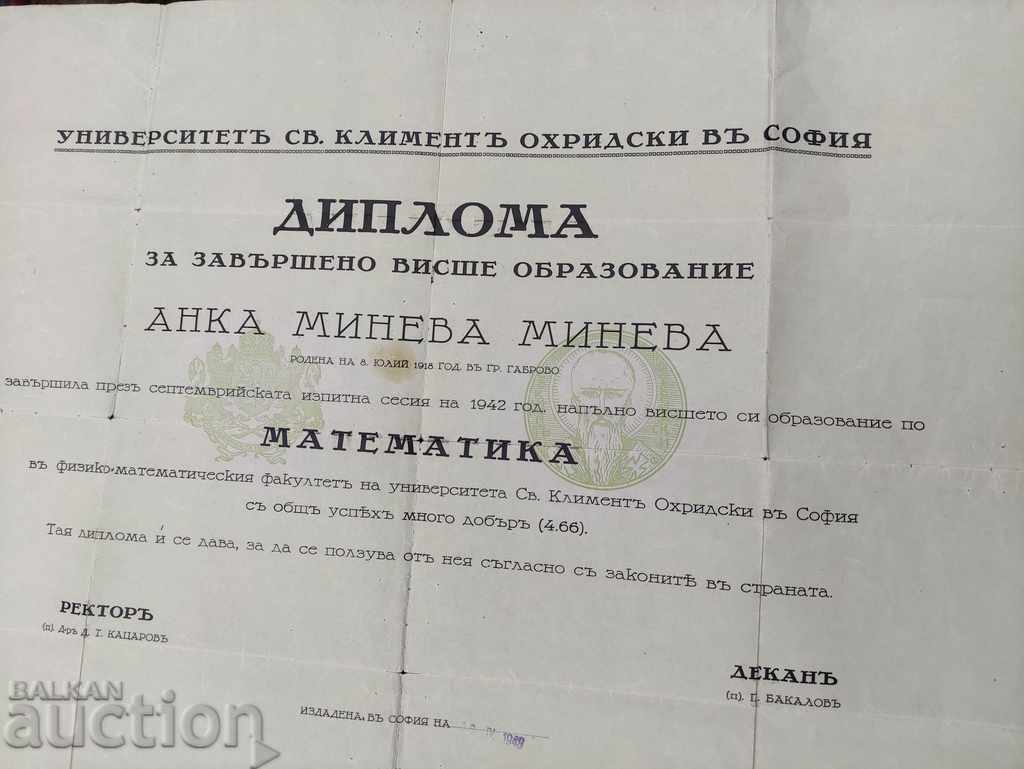 УНИВЕРСИТЕТЪ СВ. КЛИМЕНТЪ ОХРИДСКИ ВЪ СОФИЯ
ДИПЛОМА
ЗА ЗАВЪРШЕНО ВИСШЕ ОБРАЗОВАНИЕ
АНКА МИНЕВА МИНЕВА
РОДЕНА НА 8. ЮЛИЙ 1918 ГОД. ВЪ ГР. ГАБРОВО
завършила презъ септемврийската изпитна сесия на 1942 год. напълно висшето си образование по
МАТЕМАТИКА
въ физико-математическия факултетъ на университета Св. Климентъ Охридски въ София
съ общъ успѣхъ много добъръ (4.66).
Тая диплома ѝ се дава, за да се ползува отъ нея съгласно съ законитѣ въ страната.
РЕКТОРЪ
(п). Д-ръ Д. Г. КАЦАРОВЪ
ДЕКАНЪ
(п). Г. БАКАЛОВЪ
ИЗДАДЕНА, ВЪ СОФИЯ НА IV
BALKAN
auction